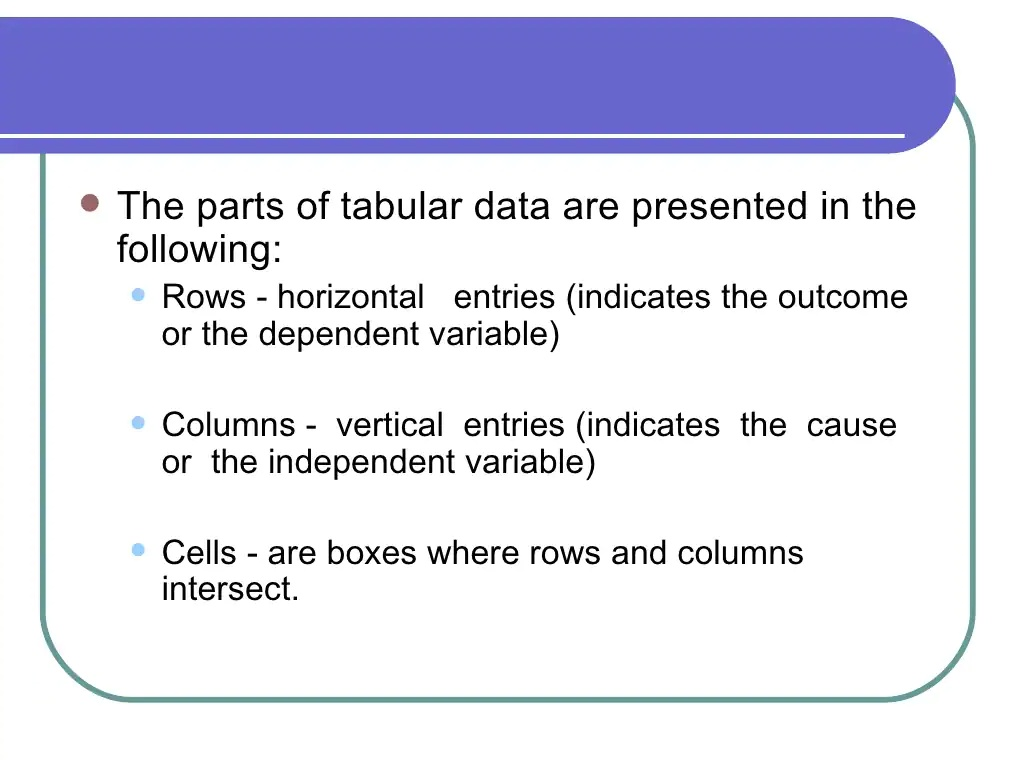 The parts of tabular data are presented in the
following:
Rows - horizontal   entries (indicates the outcome
or the dependent variable)
Columns -  vertical  entries (indicates  the  cause
or  the independent variable)
Cells - are boxes where rows and columns
intersect.